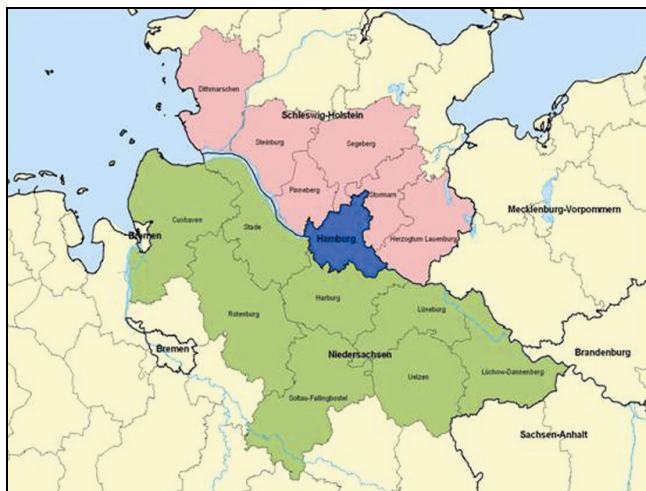 Dithmarschen
Schleswig-Holstein
Steinburg
Segeberg
Pinneberg
Stormarn
Mecklenburg-Vorpommern
Cuxhaven
Stade
Bremen
Hamburg
Herzogtum Lauenburg
Harburg
Rotenburg
Lüneburg
Bremen
Niedersachsen
Brandenburg
Uelzen
Lüchow-Dannenberg
Soltau-Fallingbostel
Sachsen-Anhalt